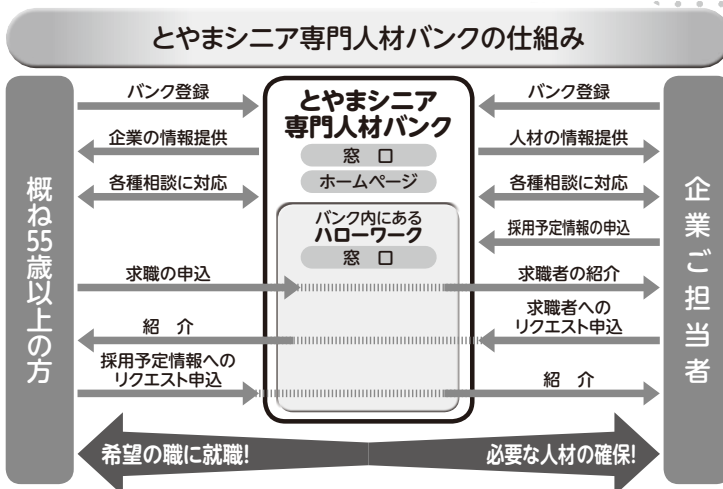 とやまシニア専門人材バンクの仕組み
概ね55歳以上の方
バンク登録
企業の情報提供
各種相談に対応
求職の申込
紹 介
採用予定情報への
リクエスト申込
とやまシニア
専門人材バンク
窓 口
ホームページ
バンク内にある
ハローワーク
窓 口
バンク登録
人材の情報提供
各種相談に対応
採用予定情報の申込
求職者の紹介
求職者への
リクエスト申込
紹 介
企業ご担当者
希望の職に就職!
必要な人材の確保!